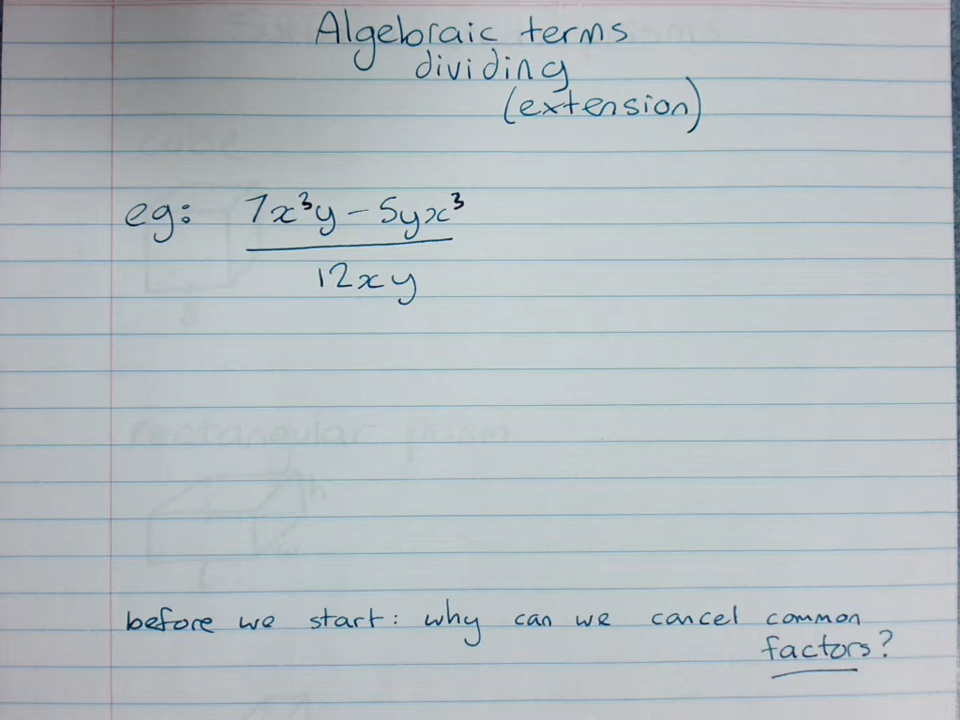 Algebraic terms
dividing
(extension)
eg: 7x³y - 5yx³
12xy
before we start: why can we cancel common
factors?